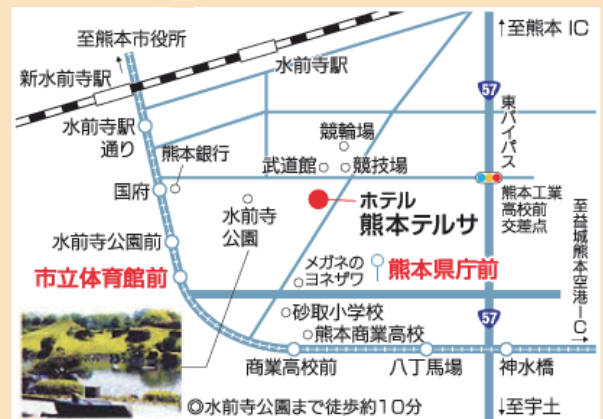 至熊本市役所
↑至熊本 IC
新水前寺駅
水前寺駅
57
東バイパス
水前寺駅
通り
競輪場
熊本銀行
武道館
競技場
国府
水前寺
公園
ホテル
熊本テルサ
熊本工業
高校前
交差点
水前寺公園前
メガネの
ヨネザワ
熊本県庁前
至益城熊本空港IC→
市立体育館前
砂取小学校
熊本商業高校
57
商業高校前
八丁馬場
神水橋
◎水前寺公園まで徒歩約10分
↓至宇土